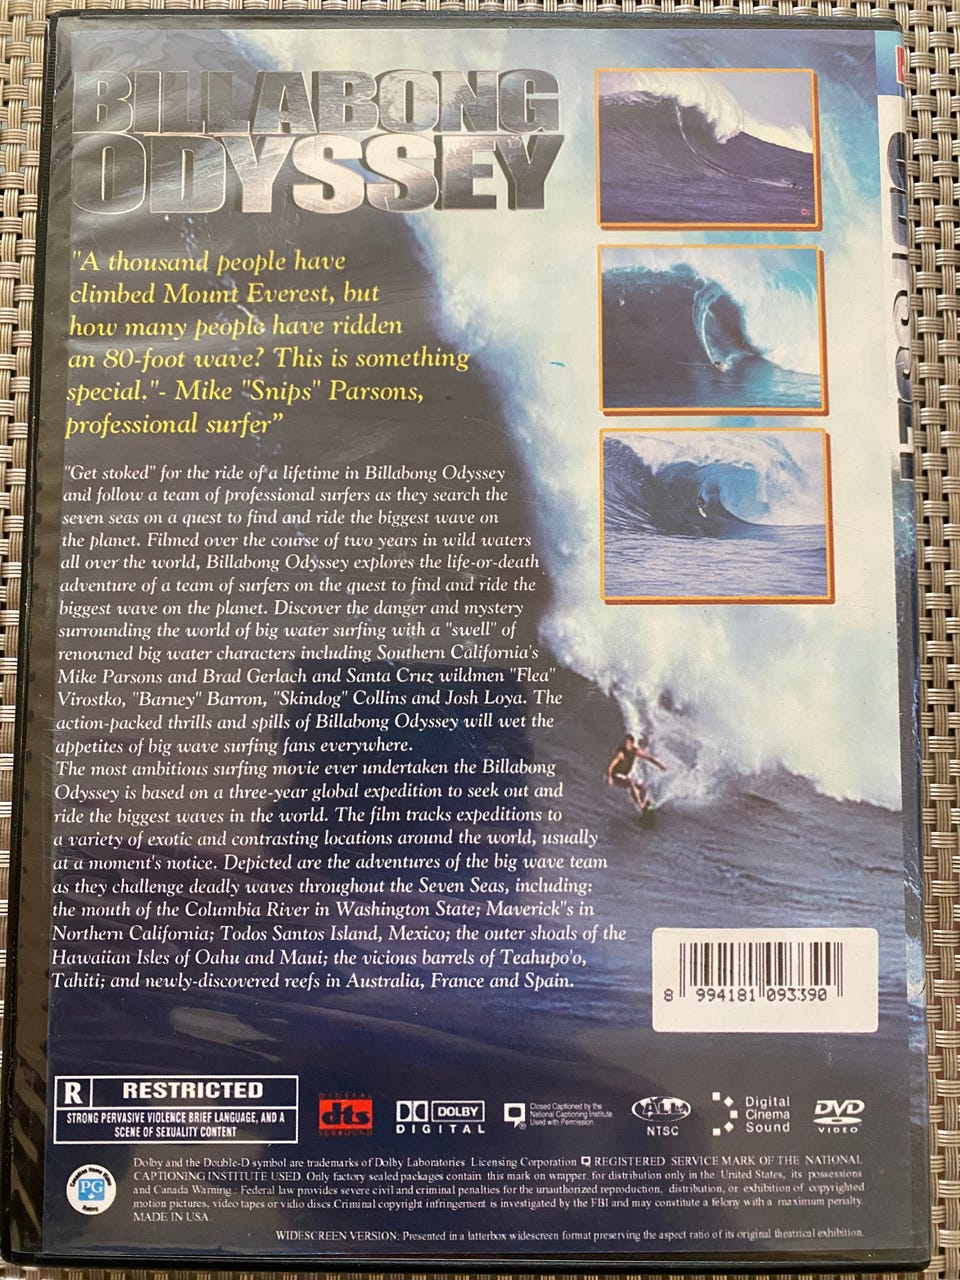 BILLABONG
ODYSSEY
"A thousand people have
climbed Mount Everest, but
how many people have ridden
an 80-foot wave? This is something
special."- Mike "Snips" Parsons,
professional surfer”
"Get stoked" for the ride of a lifetime in Billabong Odyssey
and follow a team of professional surfers as they search the
seven seas on a quest to find and ride the biggest wave on
the planet. Filmed over the course of two years in wild waters
all over the world, Billabong Odyssey explores the life-or-death
adventure of a team of surfers on the quest to find and ride the
biggest wave on the planet. Discover the danger and mystery
surrounding the world of big water surfing with a "swell" of
renowned big water characters including Southern California's
Mike Parsons and Brad Gerlach and Santa Cruz wildmen "Flea"
Virostko, "Barney" Barron, "Skindog" Collins and Josh Loya. The
action-packed thrills and spills of Billabong Odyssey will wet the
appetites of big wave surfing fans everywhere.
The most ambitious surfing movie ever undertaken the Billabong
Odyssey is based on a three-year global expedition to seek out and
ride the biggest waves in the world. The film tracks expeditions to
a variety of exotic and contrasting locations around the world, usually
at a moment's notice. Depicted are the adventures of the big wave team
as they challenge deadly waves throughout the Seven Seas, including:
the mouth of the Columbia River in Washington State; Maverick"s in
Northern California; Todos Santos Island, Mexico; the outer shoals of the
Hawaiian Isles of Oahu and Maui; the vicious barrels of Teahupo'o,
Tahiti; and newly-discovered reefs in Australia, France and Spain.
8 994181 093390
R RESTRICTED
STRONG PERVASIVE VIOLENCE BRIEF LANGUAGE, AND A
SCENE OF SEXUALITY CONTENT
DIGITAL
dts
SURROUND
DOLBY
DIGITAL
Closed Captioned by the
National Captioning Institute
Used with Permission.
ALL
NTSC
Digital
Cinema
Sound
DVD
VIDEO
PG
Dolby and the Double-D symbol are trademarks of Dolby Laboratories Licensing Corporation REGISTERED SERVICE MARK OF THE NATIONAL
CAPTIONING INSTITUTE USED. Only factory sealed packages contain this mark on wrapper. for distribution only in the United States, its possessions
and Canada Warning : Federal law provides severe civil and criminal penalties for the unauthorized reproduction, distribution, or exhibition of copyrighted
motion pictures, video tapes or vidio discs.Criminal copyright infringement is investigated by the FBI and may constitute a felony with a maximum penalty.
MADE IN USA.
WIDESCREEN VERSION: Presented in a latterbox widescreen format preserving the aspect ratio of its original theatrical exhibition.